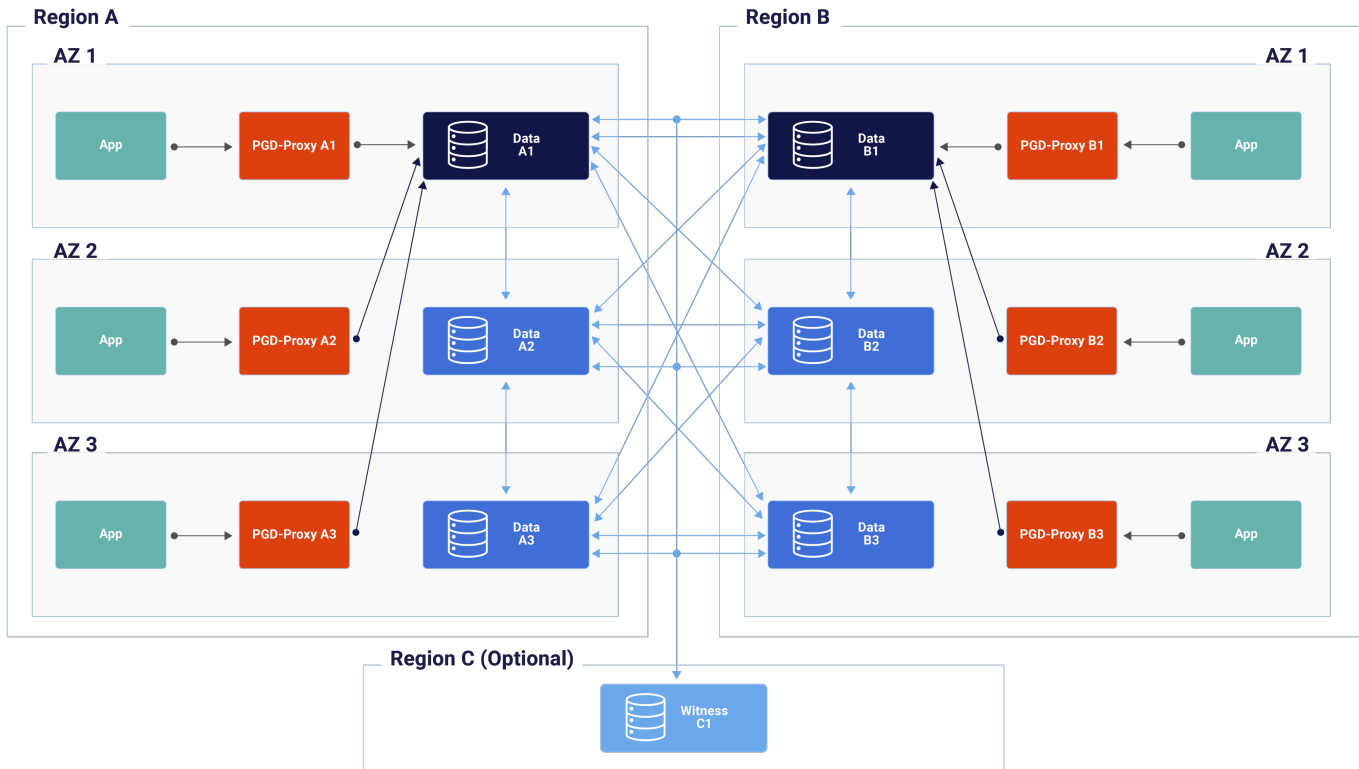 Region A
AZ 1
App
PGD-Proxy A1
Data
A1
AZ 2
App
PGD-Proxy A2
Data
A2
AZ 3
App
PGD-Proxy A3
Data
A3
Region B
AZ 1
Data
B1
PGD-Proxy B1
App
AZ 2
Data
B2
PGD-Proxy B2
App
AZ 3
Data
B3
PGD-Proxy B3
App
Region C (Optional)
Witness
C1